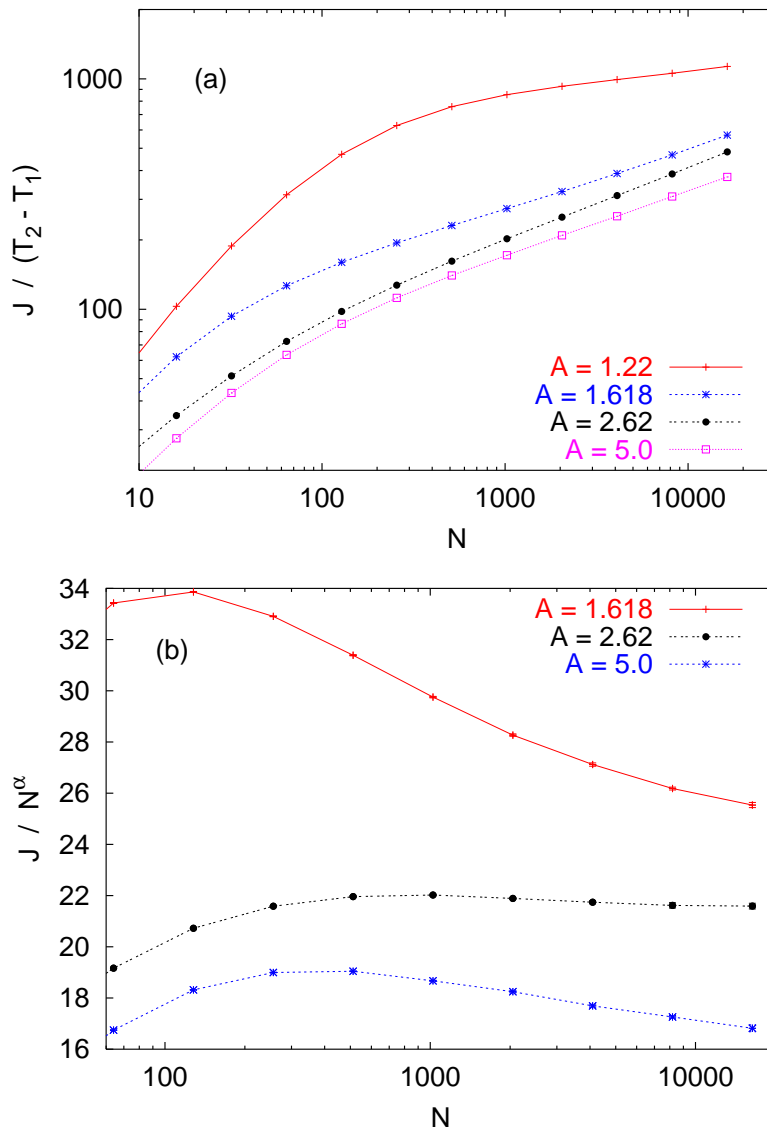 (a)
1000
100
J / (T₂ - T₁)
A = 1.22
A = 1.618
A = 2.62
A = 5.0
10 100 1000 10000
N
34
32
30
28
26
24
22
20
18
16
(b)
J / N^α
A = 1.618
A = 2.62
A = 5.0
100 1000 10000
N